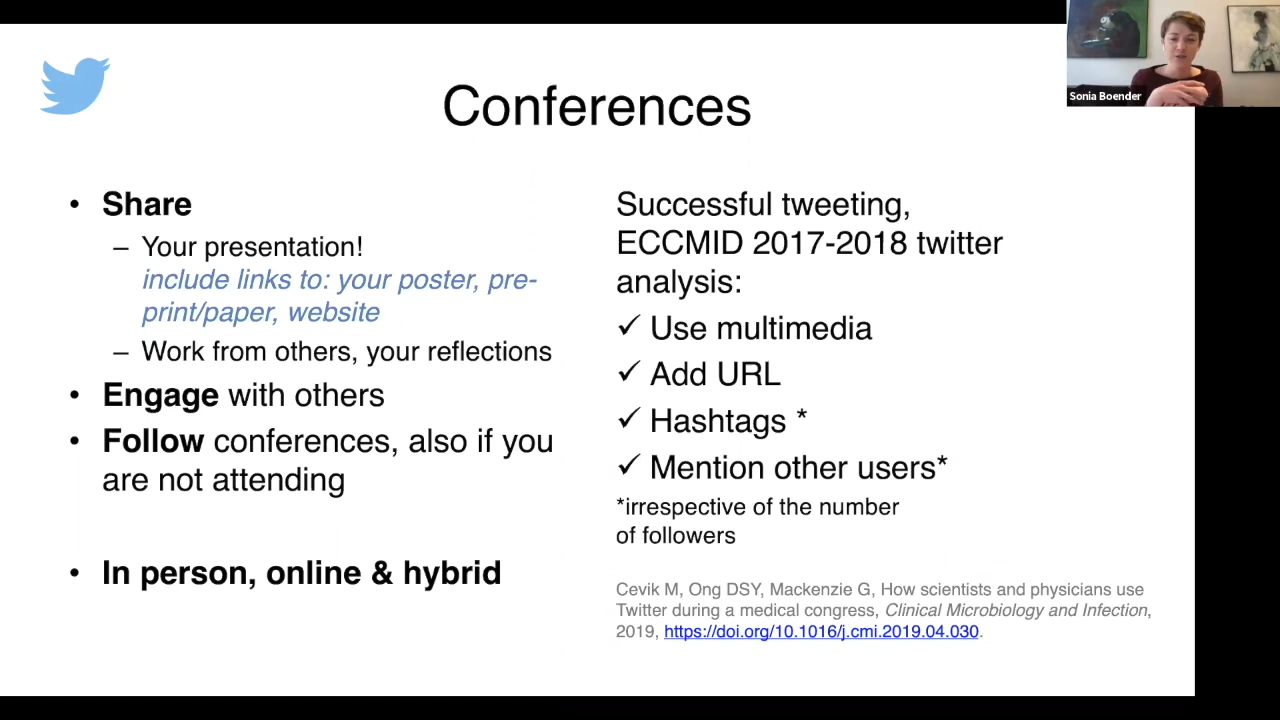 Conferences
Sonia Boender
• Share
– Your presentation!
include links to: your poster, pre-
print/paper, website
– Work from others, your reflections
• Engage with others
• Follow conferences, also if you
are not attending
• In person, online & hybrid
Successful tweeting,
ECCMID 2017-2018 twitter
analysis:
✓ Use multimedia
✓ Add URL
✓ Hashtags *
✓ Mention other users*
*irrespective of the number
of followers
Cevik M, Ong DSY, Mackenzie G, How scientists and physicians use
Twitter during a medical congress, Clinical Microbiology and Infection,
2019, https://doi.org/10.1016/j.cmi.2019.04.030.